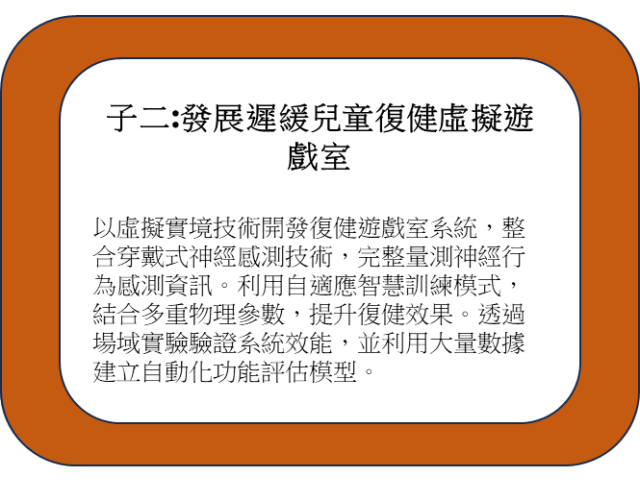 子二:發展遲緩兒童復健虛擬遊
戲室
以虛擬實境技術開發復健遊戲室系統，整
合穿戴式神經感測技術，完整量測神經行
為感測資訊。利用自適應智慧訓練模式，
結合多重物理參數，提升復健效果。透過
場域實驗驗證系統效能，並利用大量數據
建立自動化功能評估模型。